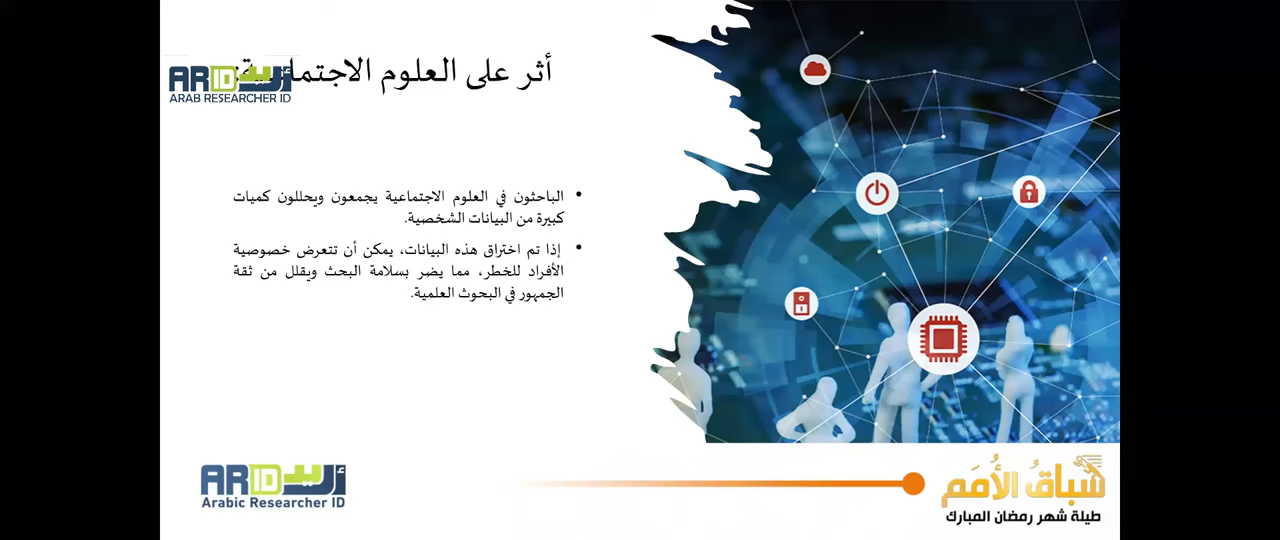 أثر على العلوم الاجتماعية:
ARID أريد
ARAB RESEARCHER ID
• الباحثون في العلوم الاجتماعية يجمعون ويحللون كميات
كبيرة من البيانات الشخصية.
• إذا تم اختراق هذه البيانات، يمكن أن تتعرض خصوصية
الأفراد للخطر، مما يضر بسلامة البحث ويقلل من ثقة
الجمهور في البحوث العلمية.
ARID أريد
Arabic Researcher ID
سباق الأُمَم
طيلة شهر رمضان المبارك